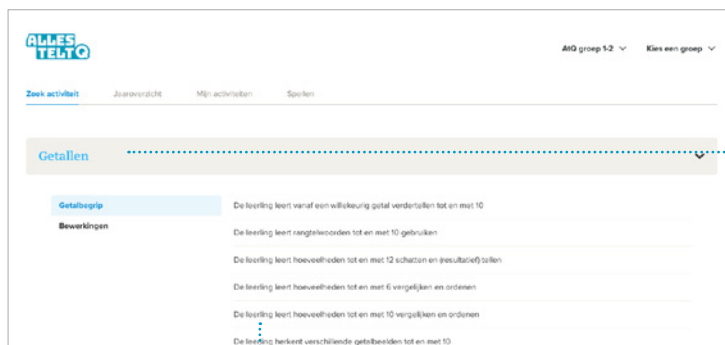 ALLES
TELT Q
AtQ groep 1-2
Kies een groep
Zoek activiteit
Jaaroverzicht
Mijn activiteiten
Spellen
Getallen
Getalbegrip
Bewerkingen
De leerling leert vanaf een willekeurig getal verdertellen tot en met 10
De leerling leert rangtelwoorden tot en met 10 gebruiken
De leerling leert hoeveelheden tot en met 12 schatten en (resultatief) tellen
De leerling leert hoeveelheden tot en met 6 vergelijken en ordenen
De leerling leert hoeveelheden tot en met 10 vergelijken en ordenen
De leerling herkent verschillende getalbeelden tot en met 10